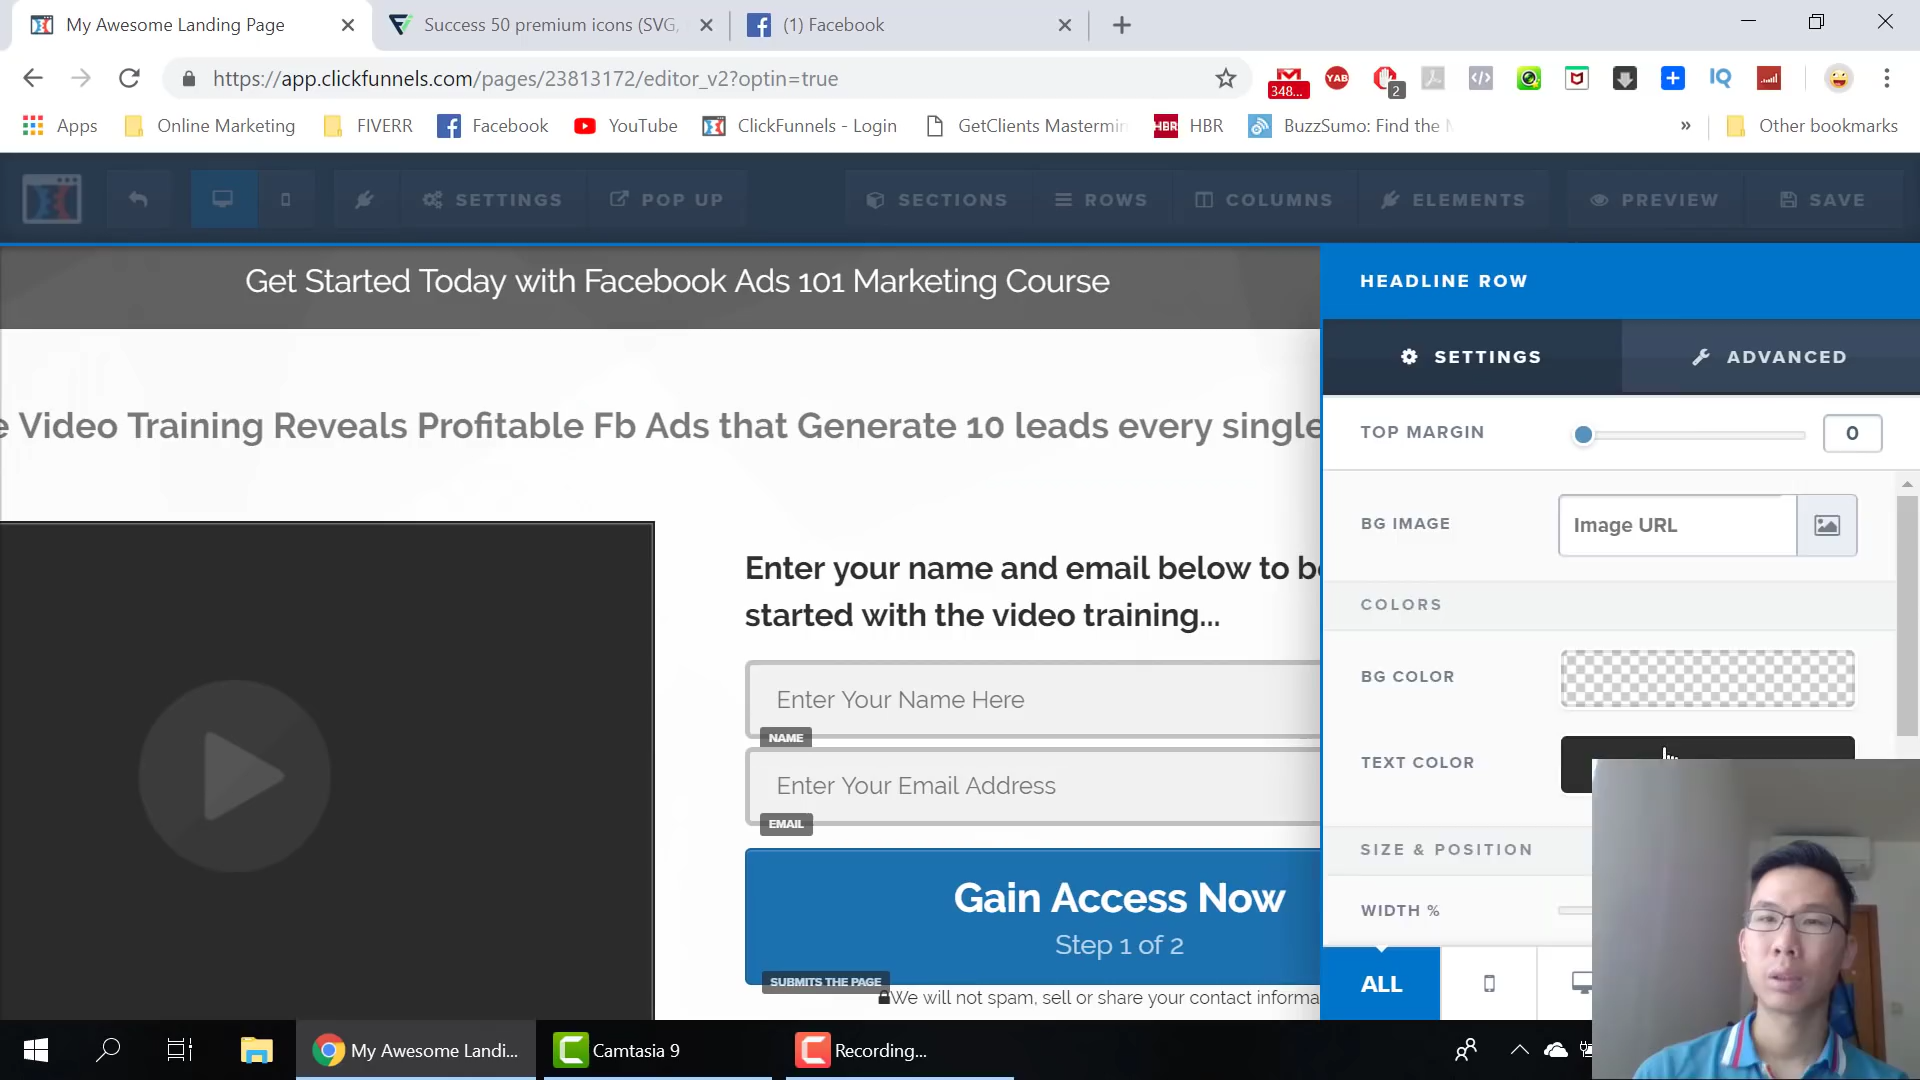 My Awesome Landing Page
Success 50 premium icons (SVG,
(1) Facebook
https://app.clickfunnels.com/pages/23813172/editor_v2?optin=true
348...
YAB
2
IQ
Apps
Online Marketing
FIVERR
Facebook
YouTube
ClickFunnels - Login
GetClients Mastermin
HBR
HBR
BuzzSumo: Find the
»
Other bookmarks
SETTINGS
POP UP
SECTIONS
ROWS
COLUMNS
ELEMENTS
PREVIEW
SAVE
Get Started Today with Facebook Ads 101 Marketing Course
HEADLINE ROW
SETTINGS
ADVANCED
TOP MARGIN
0
e Video Training Reveals Profitable Fb Ads that Generate 10 leads every single
BG IMAGE
Image URL
COLORS
Enter your name and email below to be
started with the video training...
BG COLOR
Enter Your Name Here
NAME
TEXT COLOR
Enter Your Email Address
EMAIL
SIZE & POSITION
Gain Access Now
Step 1 of 2
WIDTH %
SUBMITS THE PAGE
We will not spam, sell or share your contact informa
ALL
My Awesome Landi...
Camtasia 9
Recording...